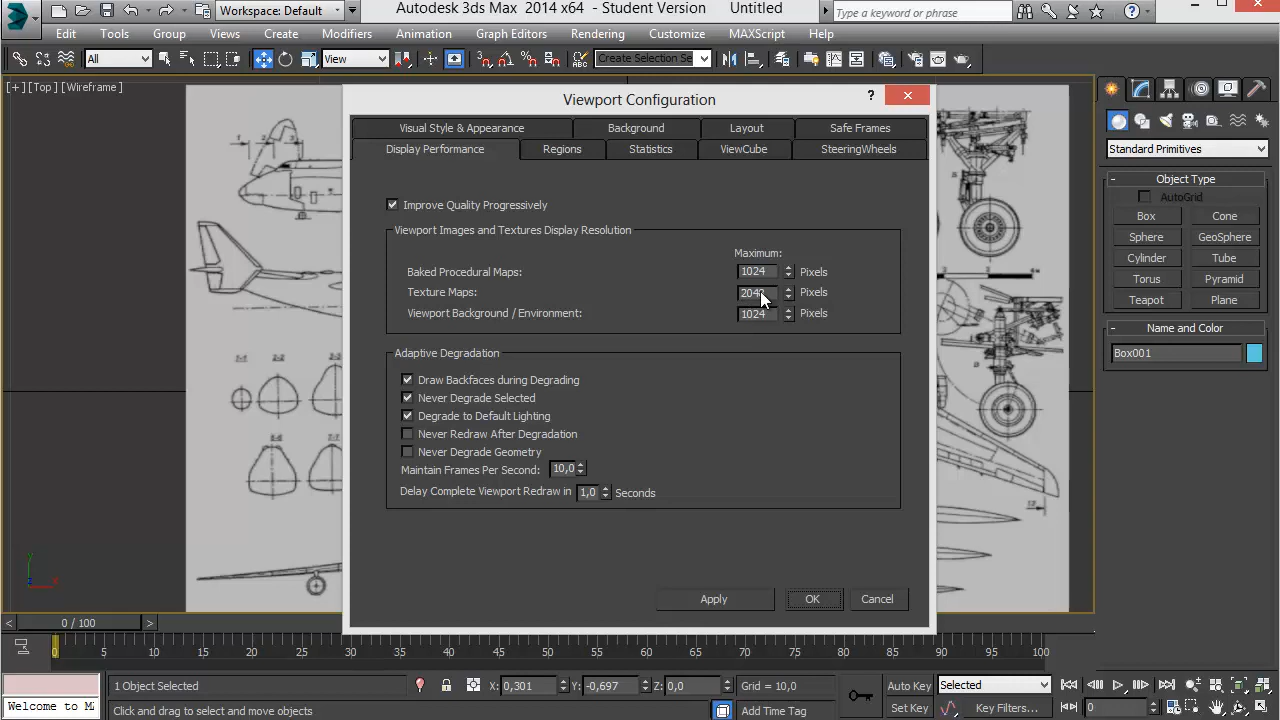 Workspace: Default
Autodesk 3ds Max 2014 x64 - Student Version Untitled
Type a keyword or phrase
Edit Tools Group Views Create Modifiers Animation Graph Editors Rendering Customize MAXScript Help
All
View
Create Selection Se
[+] [Top] [Wireframe]
Viewport Configuration
Visual Style & Appearance Background Layout Safe Frames
Display Performance Regions Statistics ViewCube SteeringWheels
Improve Quality Progressively
Viewport Images and Textures Display Resolution
Maximum:
Baked Procedural Maps: 1024 Pixels
Texture Maps: 2048 Pixels
Viewport Background / Environment: 1024 Pixels
Adaptive Degradation
Draw Backfaces during Degrading
Never Degrade Selected
Degrade to Default Lighting
Never Redraw After Degradation
Never Degrade Geometry
Maintain Frames Per Second: 10,0
Delay Complete Viewport Redraw in 1,0 Seconds
Apply OK Cancel
Standard Primitives
- Object Type
AutoGrid
Box Cone
Sphere GeoSphere
Cylinder Tube
Torus Pyramid
Teapot Plane
- Name and Color
Box001
y
z x
< 0 / 100 >
0 5 10 15 20 25 30 35 40 45 50 55 60 65 70 75 80 85 90 95 100
1 Object Selected X: 0,301 Y: -0,697 Z: 0,0 Grid = 10,0 Auto Key Selected
Welcome to MA Click and drag to select and move objects Add Time Tag Set Key Key Filters... 0